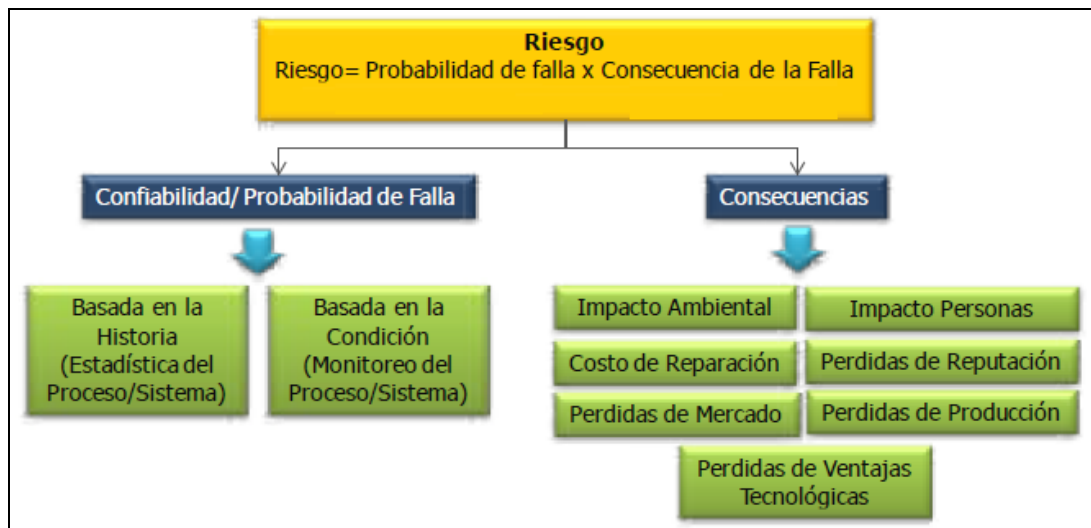 Riesgo
Riesgo= Probabilidad de falla x Consecuencia de la Falla
Confiabilidad/ Probabilidad de Falla
Consecuencias
Basada en la
Historia
(Estadística del
Proceso/Sistema)
Basada en la
Condición
(Monitoreo del
Proceso/Sistema)
Impacto Ambiental
Impacto Personas
Costo de Reparación
Perdidas de Reputación
Perdidas de Mercado
Perdidas de Producción
Perdidas de Ventajas
Tecnológicas